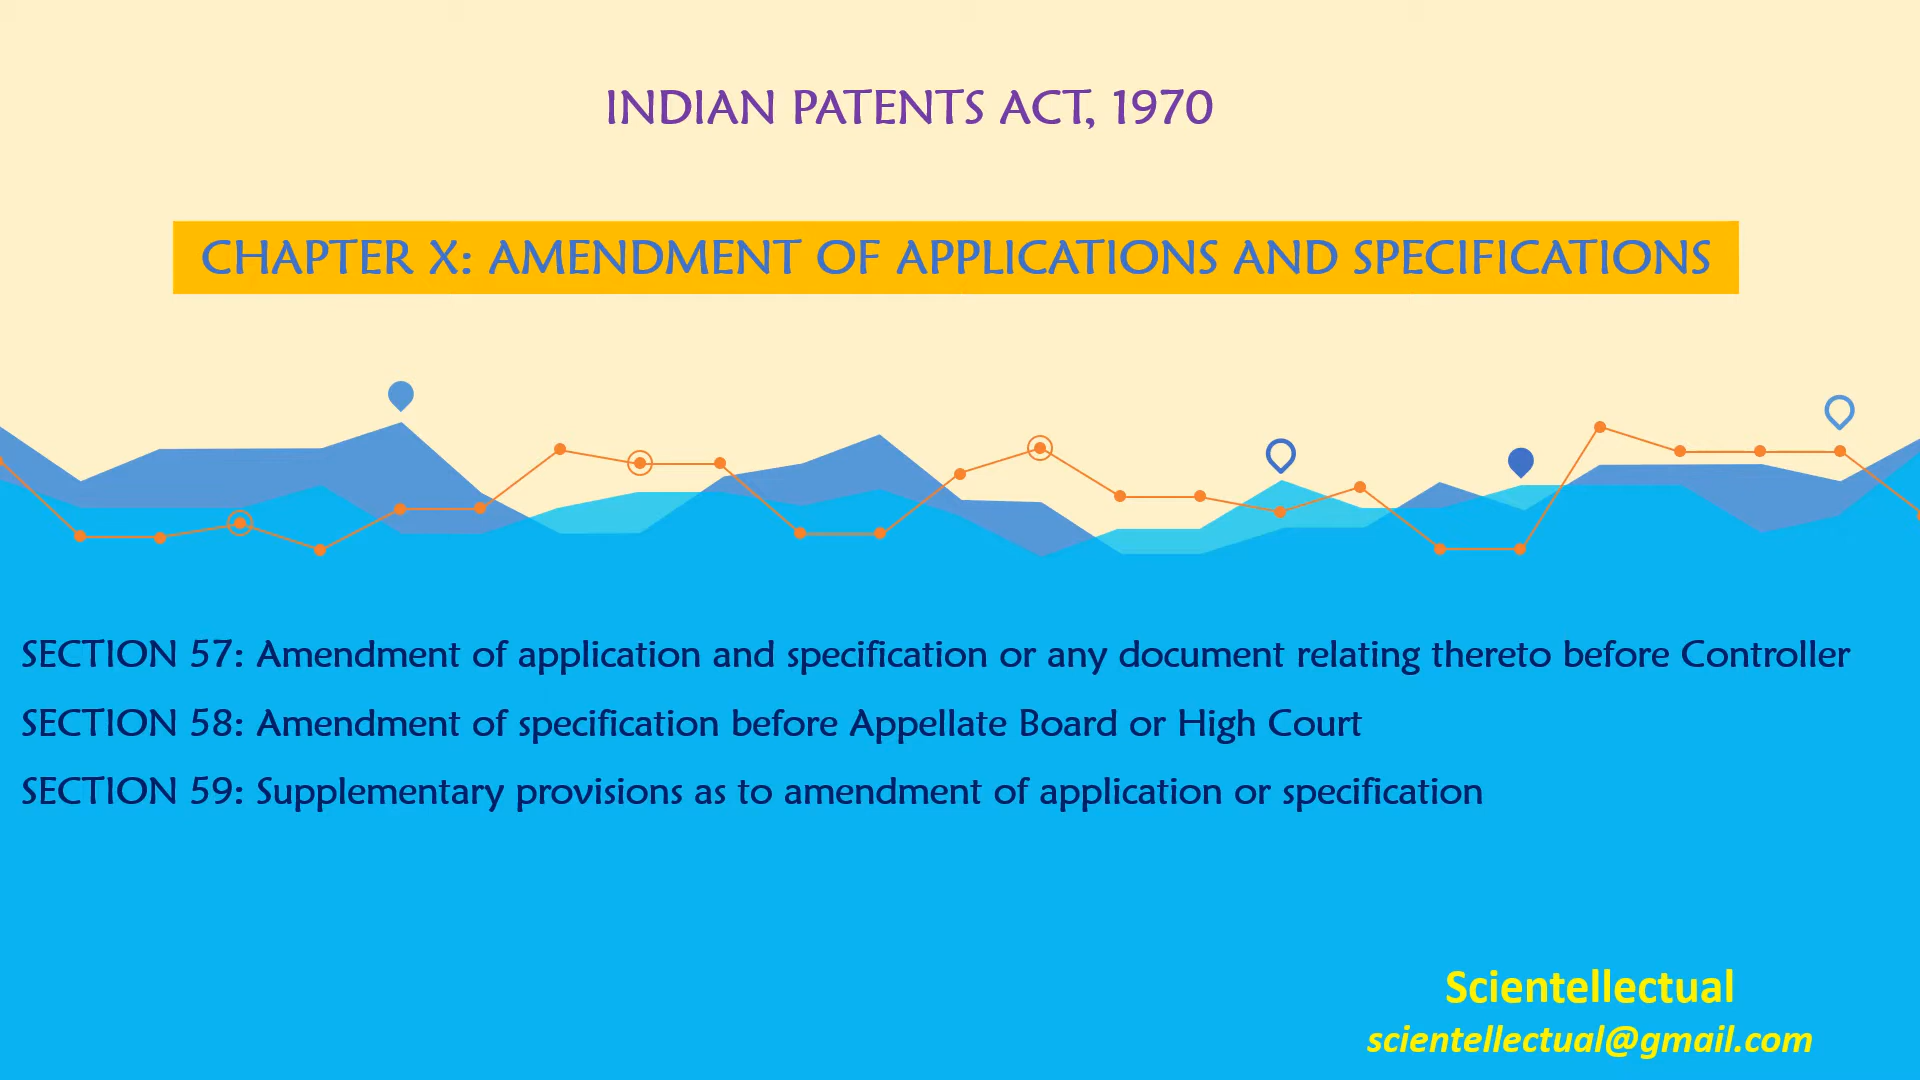 INDIAN PATENTS ACT, 1970
CHAPTER X: AMENDMENT OF APPLICATIONS AND SPECIFICATIONS
SECTION 57: Amendment of application and specification or any document relating thereto before Controller
SECTION 58: Amendment of specification before Appellate Board or High Court
SECTION 59: Supplementary provisions as to amendment of application or specification
Scientellectual
scientellectual@gmail.com